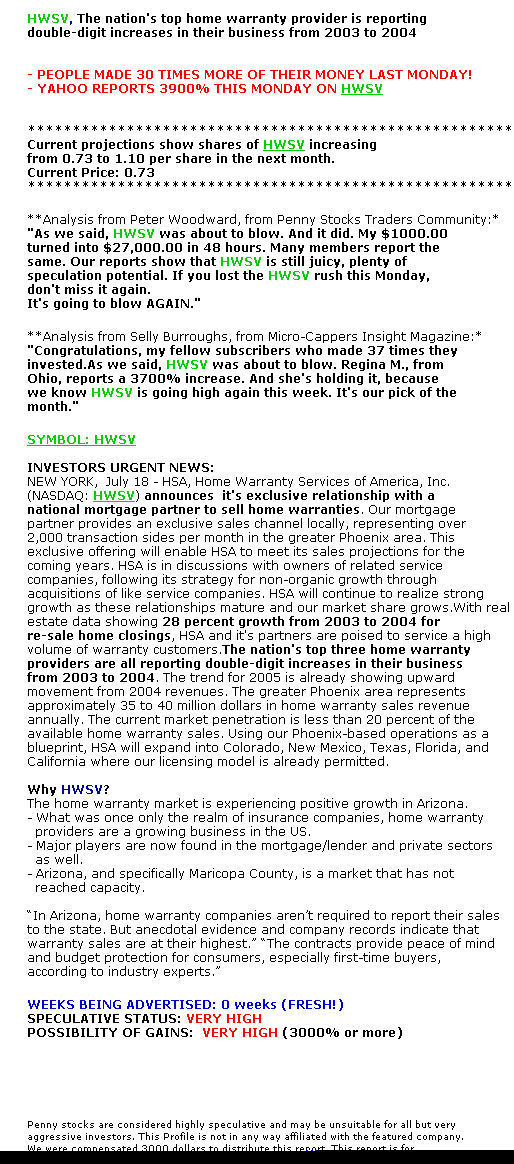 HWSV, The nation's top home warranty provider is reporting
double-digit increases in their business from 2003 to 2004
- PEOPLE MADE 30 TIMES MORE OF THEIR MONEY LAST MONDAY!
- YAHOO REPORTS 3900% THIS MONDAY ON HWSV
*******************************************************
Current projections show shares of HWSV increasing
from 0.73 to 1.10 per share in the next month.
Current Price: 0.73
*******************************************************
**Analysis from Peter Woodward, from Penny Stocks Traders Community:*
"As we said, HWSV was about to blow. And it did. My $1000.00
turned into $27,000.00 in 48 hours. Many members report the
same. Our reports show that HWSV is still juicy, plenty of
speculation potential. If you lost the HWSV rush this Monday,
don't miss it again.
It's going to blow AGAIN."
**Analysis from Selly Burroughs, from Micro-Cappers Insight Magazine:*
"Congratulations, my fellow subscribers who made 37 times they
invested.As we said, HWSV was about to blow. Regina M., from
Ohio, reports a 3700% increase. And she's holding it, because
we know HWSV is going high again this week. It's our pick of the
month."
SYMBOL: HWSV
INVESTORS URGENT NEWS:
NEW YORK,  July 18 - HSA, Home Warranty Services of America, Inc.
(NASDAQ: HWSV) announces  it's exclusive relationship with a
national mortgage partner to sell home warranties. Our mortgage
partner provides an exclusive sales channel locally, representing over
2,000 transaction sides per month in the greater Phoenix area. This
exclusive offering will enable HSA to meet its sales projections for the
coming years. HSA is in discussions with owners of related service
companies, following its strategy for non-organic growth through
acquisitions of like service companies. HSA will continue to realize strong
growth as these relationships mature and our market share grows.With real
estate data showing 28 percent growth from 2003 to 2004 for
re-sale home closings, HSA and it's partners are poised to service a high
volume of warranty customers.The nation's top three home warranty
providers are all reporting double-digit increases in their business
from 2003 to 2004. The trend for 2005 is already showing upward
movement from 2004 revenues. The greater Phoenix area represents
approximately 35 to 40 million dollars in home warranty sales revenue
annually. The current market penetration is less than 20 percent of the
available home warranty sales. Using our Phoenix-based operations as a
blueprint, HSA will expand into Colorado, New Mexico, Texas, Florida, and
California where our licensing model is already permitted.
Why HWSV?
The home warranty market is experiencing positive growth in Arizona.
- What was once only the realm of insurance companies, home warranty
providers are a growing business in the US.
- Major players are now found in the mortgage/lender and private sectors
as well.
- Arizona, and specifically Maricopa County, is a market that has not
reached capacity.
“In Arizona, home warranty companies aren’t required to report their sales
to the state. But anecdotal evidence and company records indicate that
warranty sales are at their highest.” “The contracts provide peace of mind
and budget protection for consumers, especially first-time buyers,
according to industry experts.”
WEEKS BEING ADVERTISED: 0 weeks (FRESH!)
SPECULATIVE STATUS: VERY HIGH
POSSIBILITY OF GAINS:  VERY HIGH (3000% or more)
Penny stocks are considered highly speculative and may be unsuitable for all but very
aggressive investors. This Profile is not in any way affiliated with the featured company.
We were compensated 3000 dollars to distribute this report. This report is for